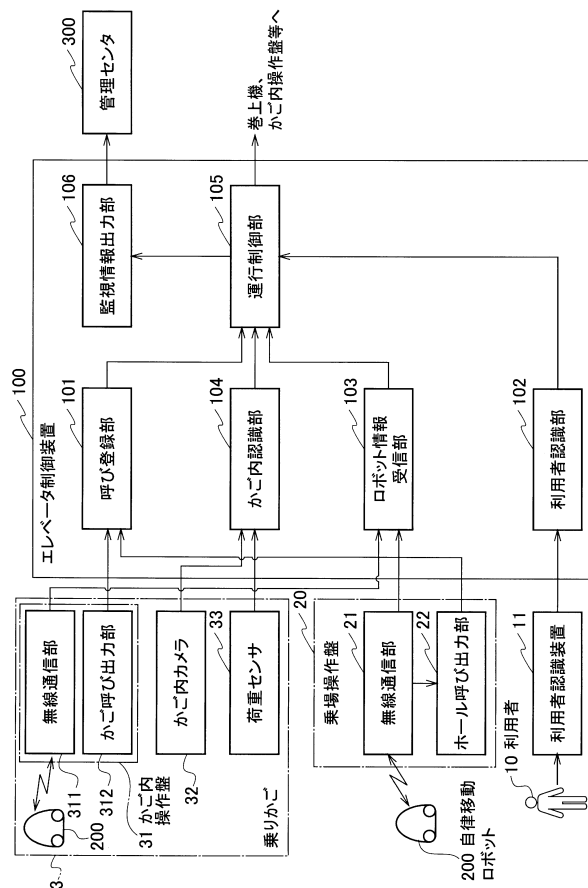 3
200
311
312
31 かご内
操作盤
無線通信部
かご呼び出力部
かご内カメラ
32
荷重センサ
33
乗りかご
乗場操作盤
20
無線通信部
21
ホール呼び出力部
22
200 自律移動
ロボット
10 利用者
利用者認識装置
11
エレベータ制御装置
100
呼び登録部
101
かご内認識部
104
ロボット情報
受信部
103
利用者認識部
102
監視情報出力部
106
運行制御部
105
管理センタ
300
巻上機、
かご内操作盤等へ